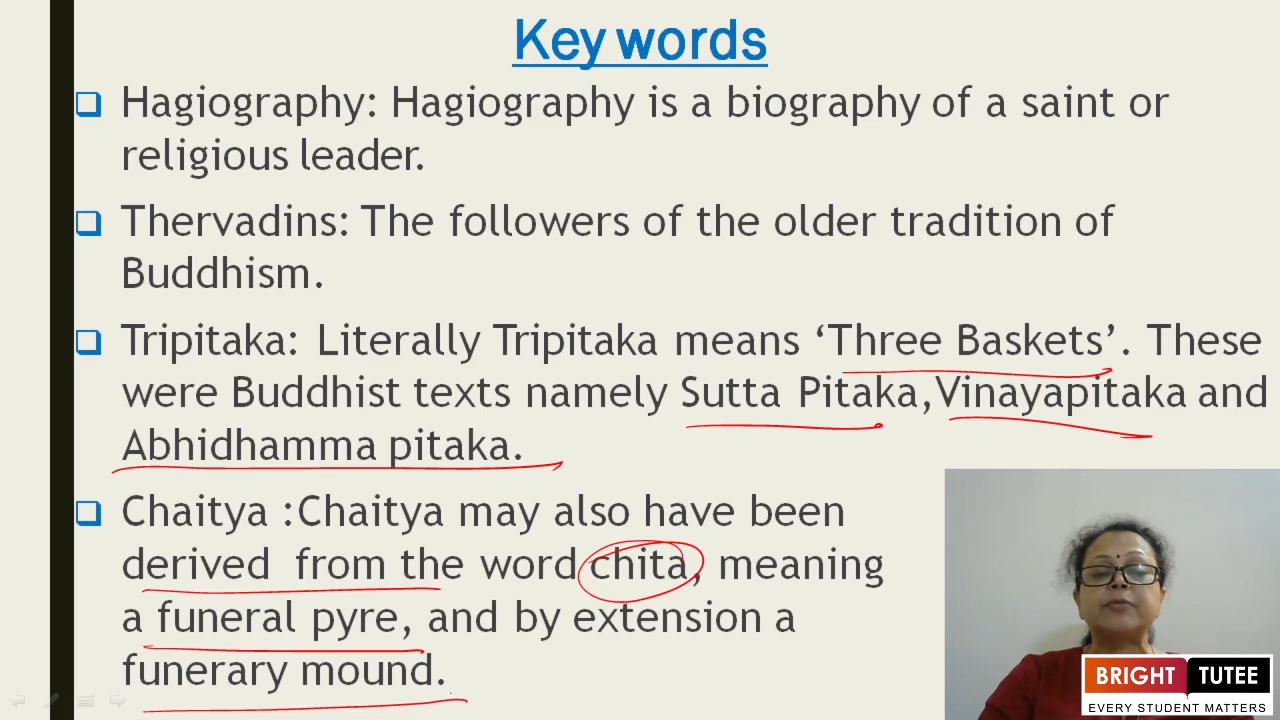 Key words
Hagiography: Hagiography is a biography of a saint or
religious leader.
Thervadins: The followers of the older tradition of
Buddhism.
Tripitaka: Literally Tripitaka means ‘Three Baskets’. These
were Buddhist texts namely Sutta Pitaka,Vinayapitaka and
Abhidhamma pitaka.
Chaitya :Chaitya may also have been
derived from the word chita, meaning
a funeral pyre, and by extension a
funerary mound.
BRIGHT TUTEE
EVERY STUDENT MATTERS